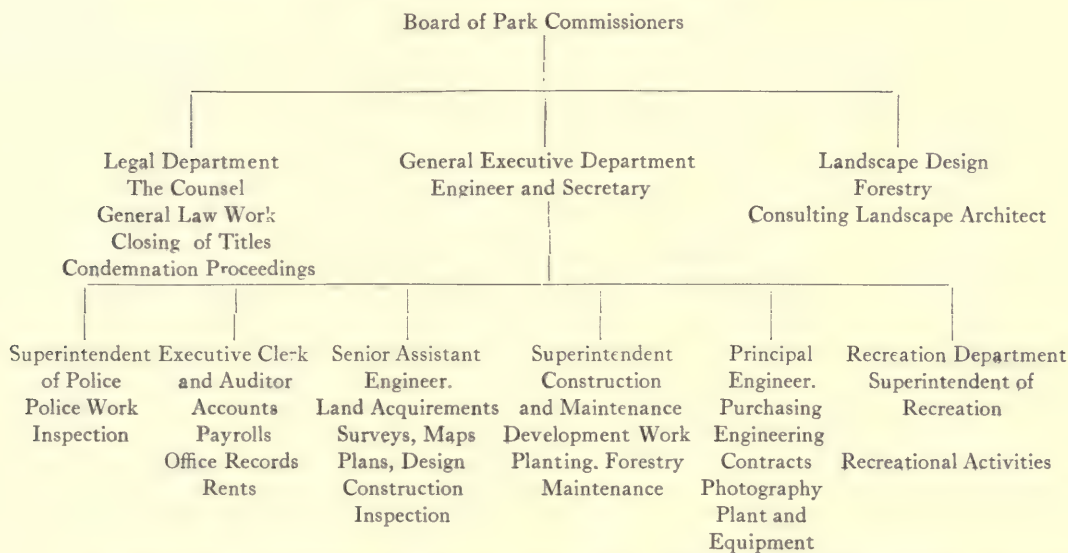 Board of Park Commissioners
Legal Department
The Counsel
General Law Work
Closing of Titles
Condemnation Proceedings
General Executive Department
Engineer and Secretary
Landscape Design
Forestry
Consulting Landscape Architect
Superintendent
of Police
Police Work
Inspection
Executive Clerk
and Auditor
Accounts
Payrolls
Office Records
Rents
Senior Assistant
Engineer.
Land Acquirements
Surveys, Maps
Plans, Design
Construction
Inspection
Superintendent
Construction
and Maintenance
Development Work
Planting. Forestry
Maintenance
Principal
Engineer.
Purchasing
Engineering
Contracts
Photography
Plant and
Equipment
Recreation Department
Superintendent of
Recreation
Recreational Activities